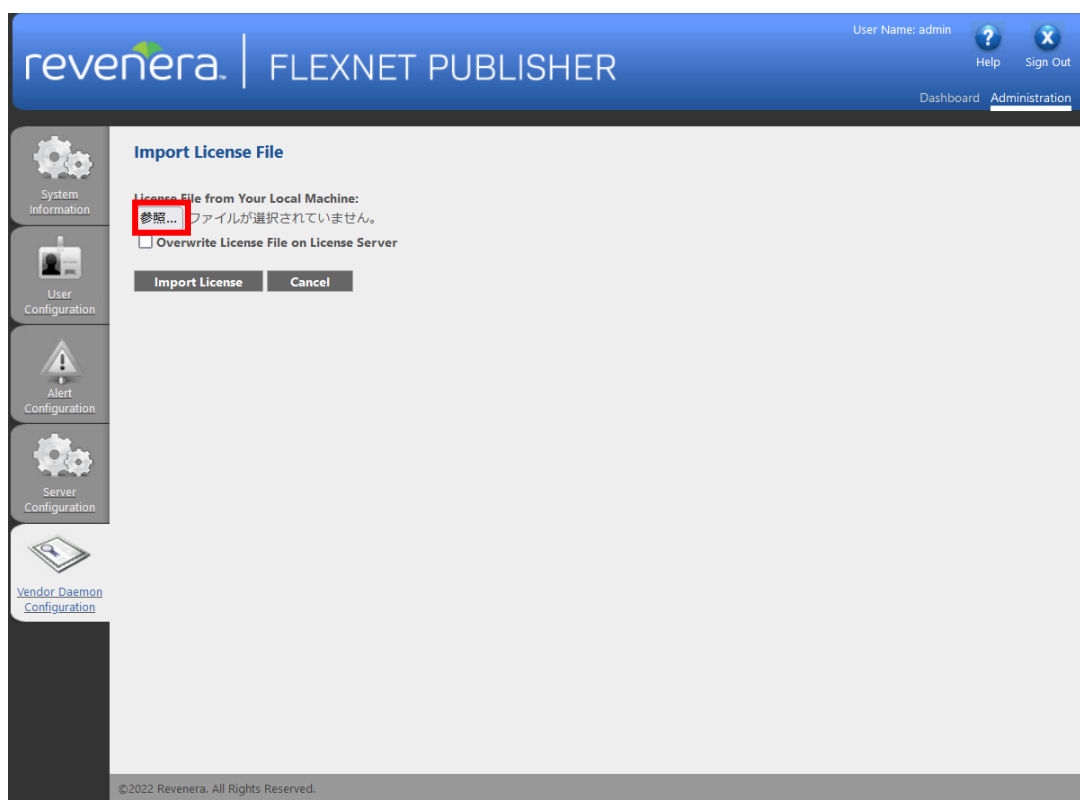 User Name: admin
Help
Sign Out
revenera.
FLEXNET PUBLISHER
Dashboard
Administration
System
Information
User
Configuration
Alert
Configuration
Server
Configuration
Vendor Daemon
Configuration
Import License File
License File from Your Local Machine:
参照... ファイルが選択されていません。
Overwrite License File on License Server
Import License
Cancel
©2022 Revenera. All Rights Reserved.